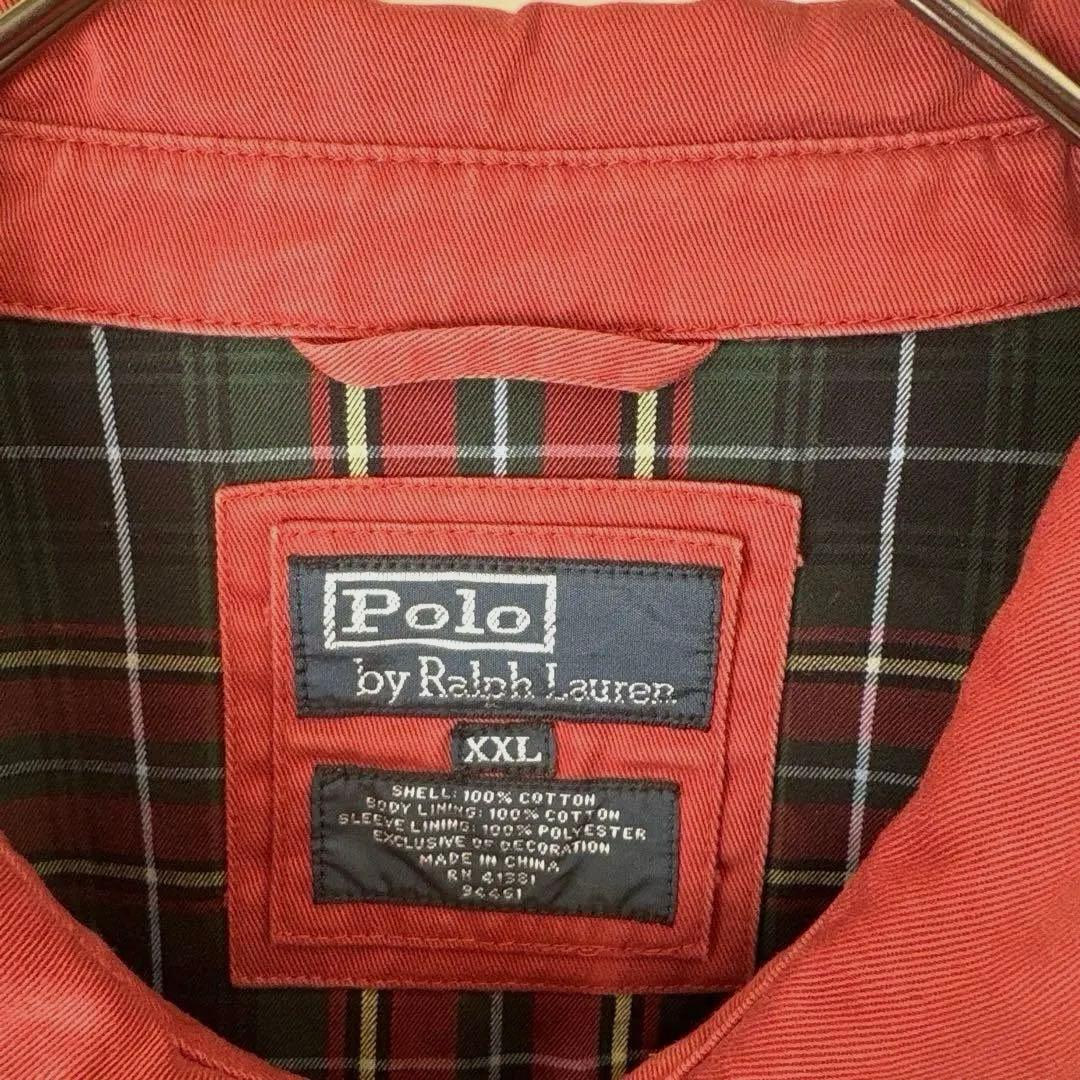 Polo
by Ralph Lauren
XXL
SHELL: 100% COTTON
BODY LINING: 100% COTTON
SLEEVE LINING: 100% POLYESTER
EXCLUSIVE OF DECORATION
MADE IN CHINA
RN 41381
94461